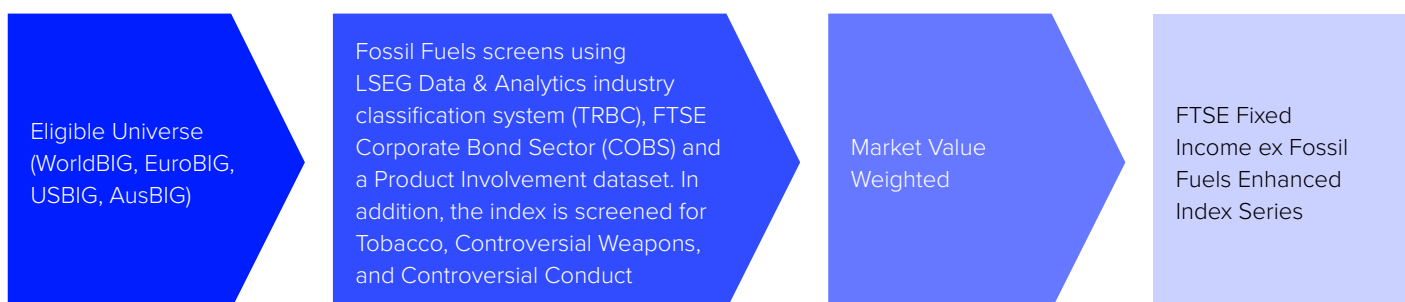 Eligible Universe
(WorldBIG, EuroBIG,
USBIG, AusBIG)
Fossil Fuels screens using
LSEG Data & Analytics industry
classification system (TRBC), FTSE
Corporate Bond Sector (COBS) and
a Product Involvement dataset. In
addition, the index is screened for
Tobacco, Controversial Weapons,
and Controversial Conduct
Market Value
Weighted
FTSE Fixed
Income ex Fossil
Fuels Enhanced
Index Series